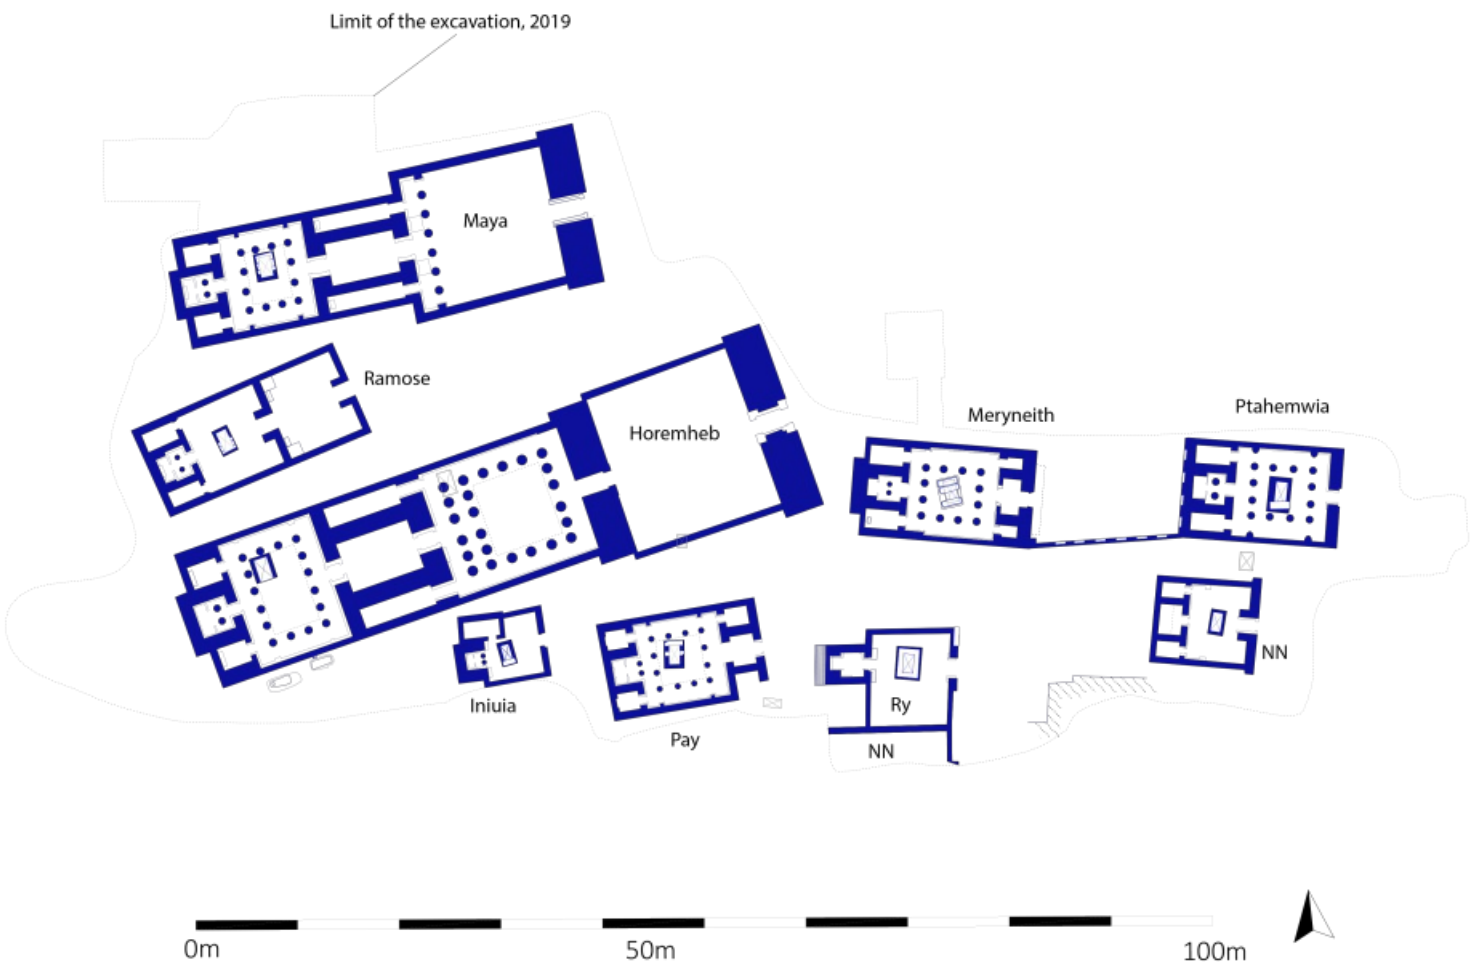 Limit of the excavation, 2019
Maya
Ramose
Horemheb
Meryneith
Ptahemwia
Iniuia
Pay
Ry
NN
NN
0m
50m
100m